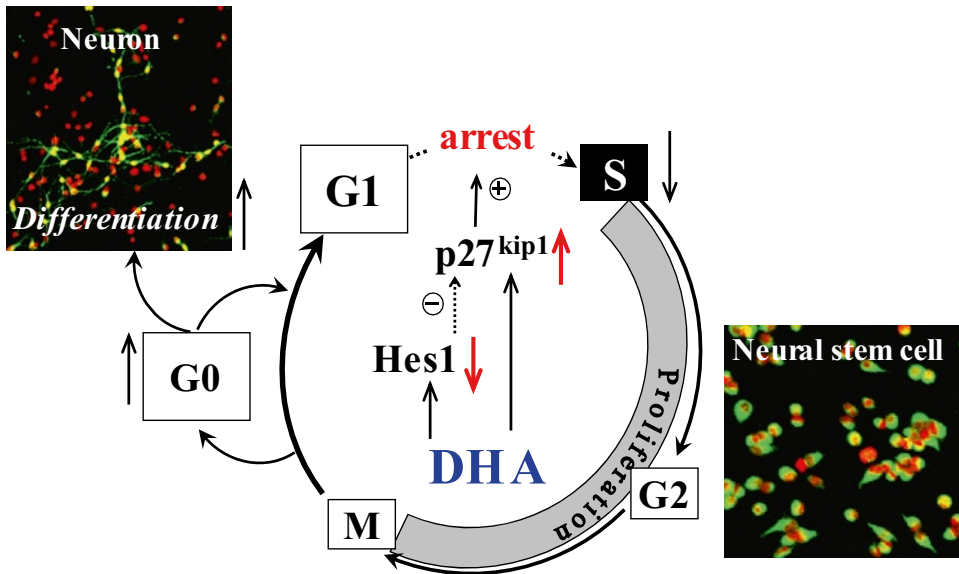 Neuron
Differentiation
G1
arrest
S
p27kip1
+
−
Hes1
G0
DHA
Proliferation
Neural stem cell
G2
M